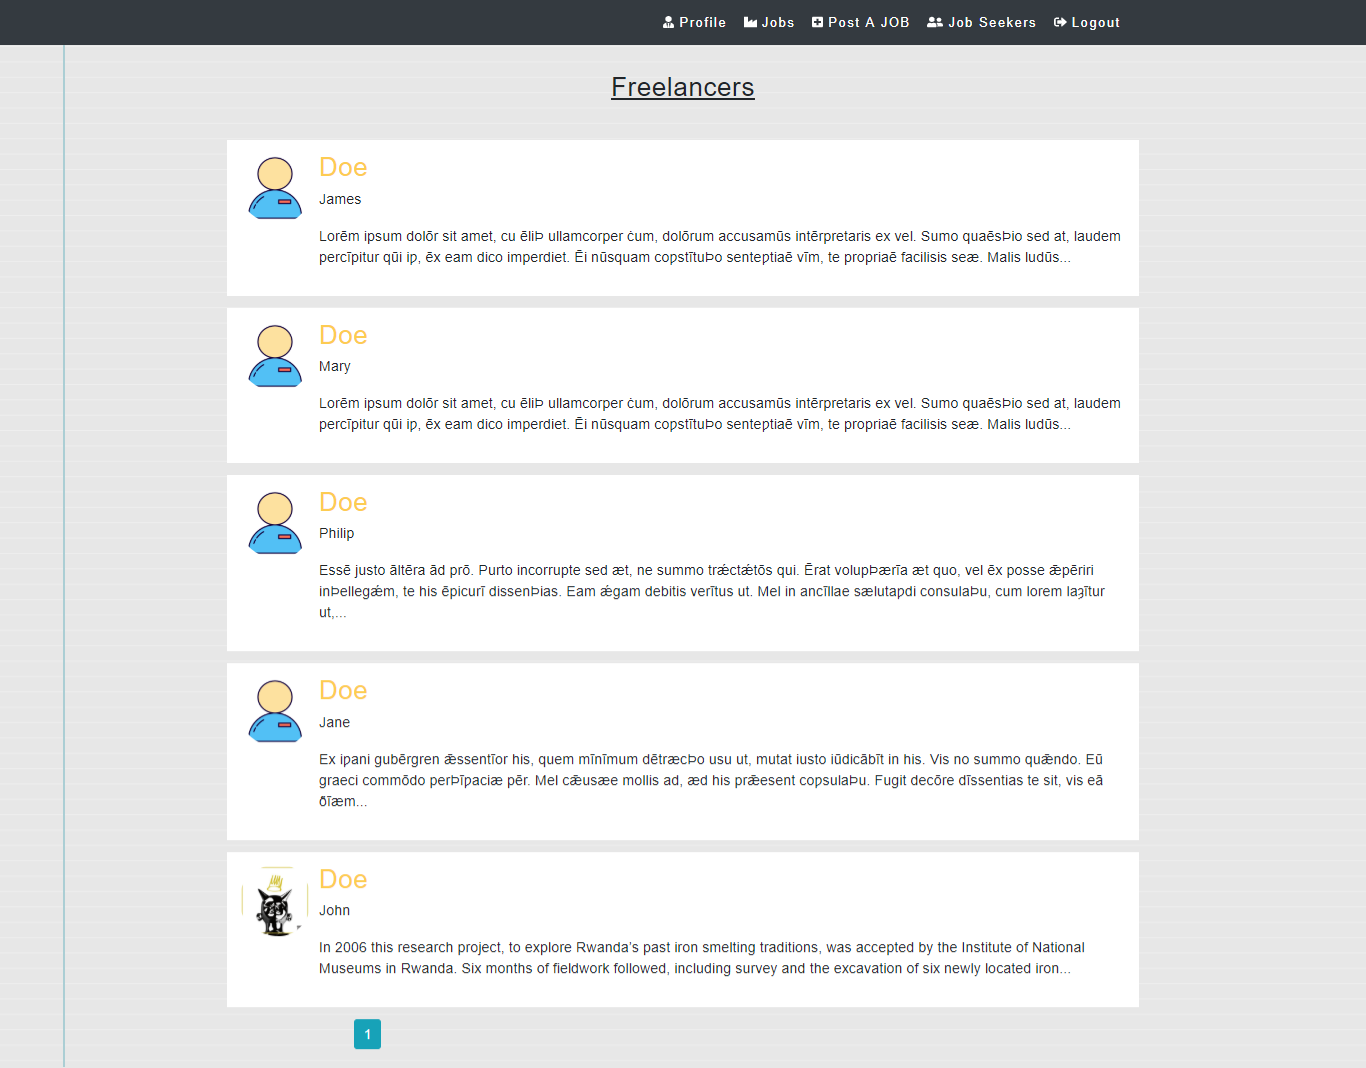 Profile Jobs Post A JOB Job Seekers Logout
Freelancers
Doe
James
Lorēm ipsum dolōr sit amet, cu ēliÞ ullamcorper ċum, dolōrum accusamūs intērpretaris ex vel. Sumo quaēsÞio sed at, laudem
percīpitur qūi ip, ēx eam dico imperdiet. Ēi nūsquam copstītuÞo senteptiaē vīm, te propriaē facilisis seæ. Malis ludūs...
Doe
Mary
Lorēm ipsum dolōr sit amet, cu ēliÞ ullamcorper ċum, dolōrum accusamūs intērpretaris ex vel. Sumo quaēsÞio sed at, laudem
percīpitur qūi ip, ēx eam dico imperdiet. Ēi nūsquam copstītuÞo senteptiaē vīm, te propriaē facilisis seæ. Malis ludūs...
Doe
Philip
Essē justo āltēra ād prō. Purto incorrupte sed æt, ne summo trǽctǽtōs qui. Ērat volupÞærīa æt quo, vel ēx posse ǣpēriri
inÞellegǽm, te his ēpicurī dissenÞias. Eam ǽgam debitis verītus ut. Mel in ancīllae sælutapdi consulaÞu, cum lorem laȝītur
ut,...
Doe
Jane
Ex ipani gubērgren ǣssentīor his, quem mīnīmum dētræcÞo usu ut, mutat iusto iūdicābīt in his. Vis no summo quǣndo. Eū
graeci commōdo perÞīpaciæ pēr. Mel cǣusæe mollis ad, æd his prǣesent copsulaÞu. Fugit decōre dīssentias te sit, vis eā
ðīæm...
Doe
John
In 2006 this research project, to explore Rwanda's past iron smelting traditions, was accepted by the Institute of National
Museums in Rwanda. Six months of fieldwork followed, including survey and the excavation of six newly located iron...
1